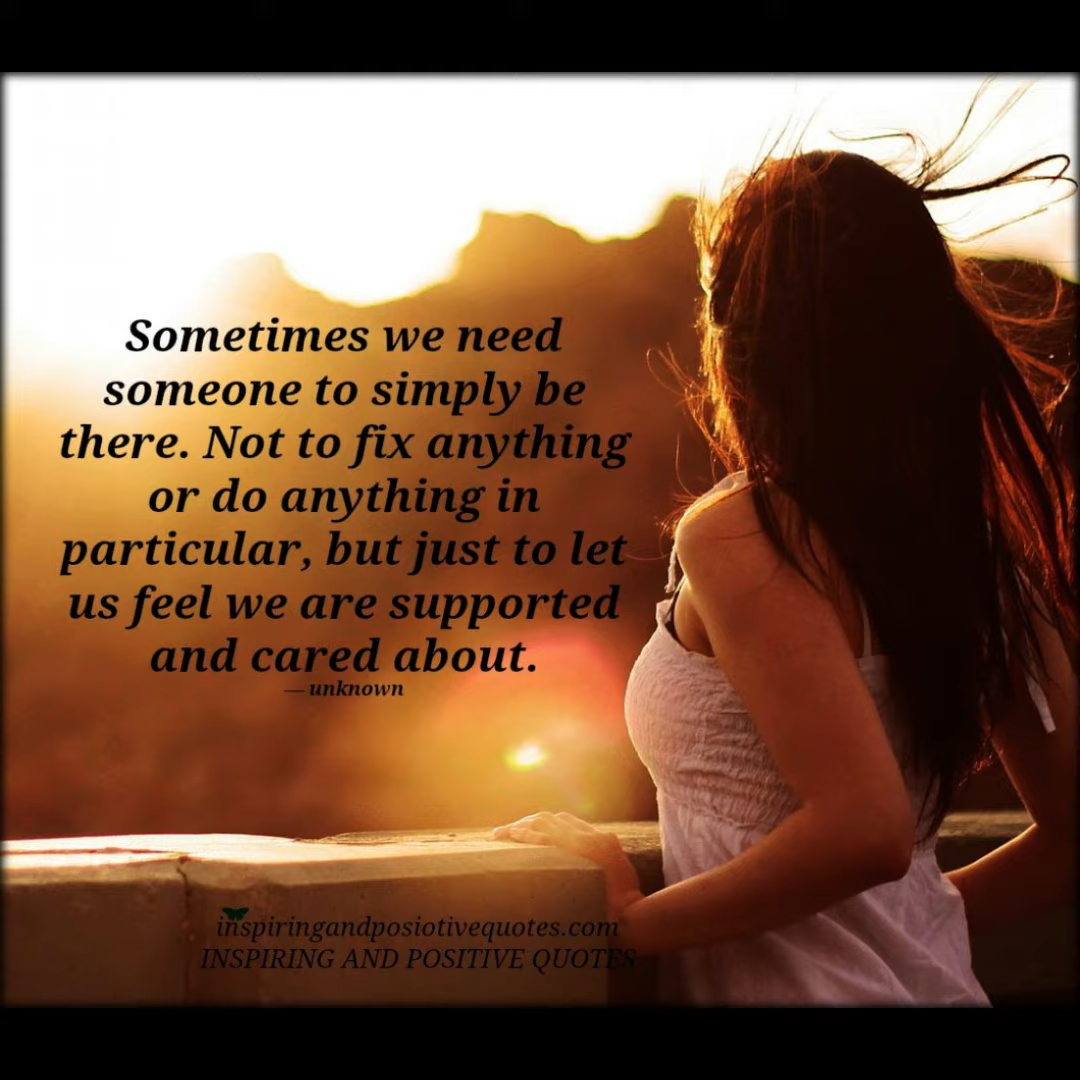 Sometimes we need
someone to simply be
there. Not to fix anything
or do anything in
particular, but just to let
us feel we are supported
and cared about.
— unknown
inspiringandposiotivequotes.com
INSPIRING AND POSITIVE QUOTES